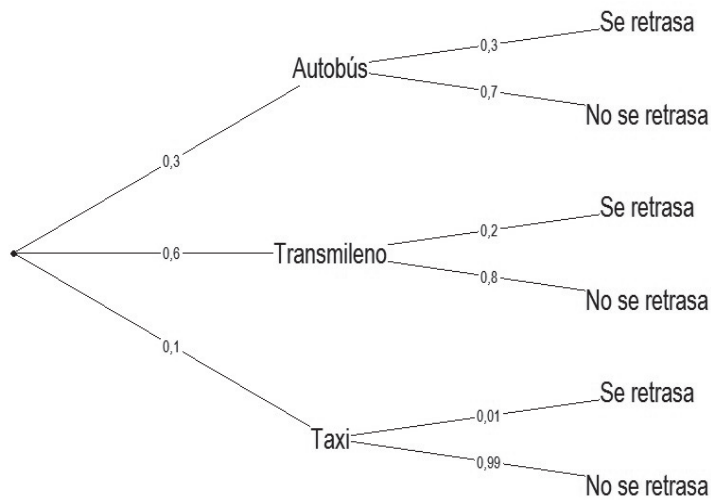 Se retrasa
0,3
Autobús
0,7
No se retrasa
0,3
Se retrasa
0,2
0,6
Transmileno
0,8
No se retrasa
0,1
Se retrasa
0,01
Taxi
0,99
No se retrasa